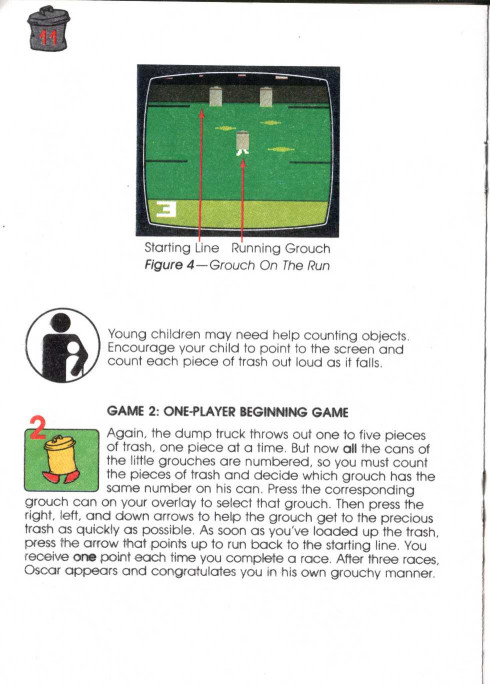 11
3
Starting Line Running Grouch
Figure 4—Grouch On The Run
Young children may need help counting objects.
Encourage your child to point to the screen and
count each piece of trash out loud as it falls.
GAME 2: ONE-PLAYER BEGINNING GAME
2
Again, the dump truck throws out one to five pieces
of trash, one piece at a time. But now all the cans of
the little grouches are numbered, so you must count
the pieces of trash and decide which grouch has the
same number on his can. Press the corresponding
grouch can on your overlay to select that grouch. Then press the
right, left, and down arrows to help the grouch get to the precious
trash as quickly as possible. As soon as you've loaded up the trash,
press the arrow that points up to run back to the starting line. You
receive one point each time you complete a race. After three races,
Oscar appears and congratulates you in his own grouchy manner.